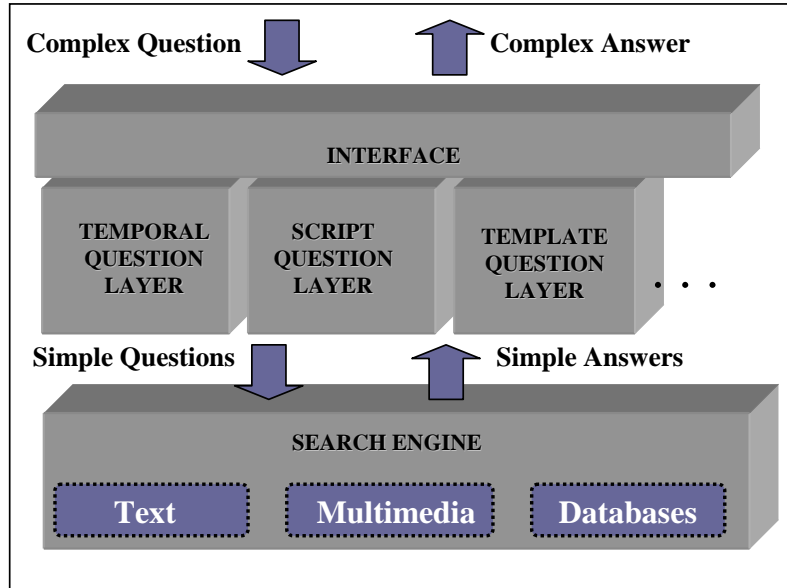 Complex Question
Complex Answer
INTERFACE
TEMPORAL
QUESTION
LAYER
SCRIPT
QUESTION
LAYER
TEMPLATE
QUESTION
LAYER
. . .
Simple Questions
Simple Answers
SEARCH ENGINE
Text
Multimedia
Databases